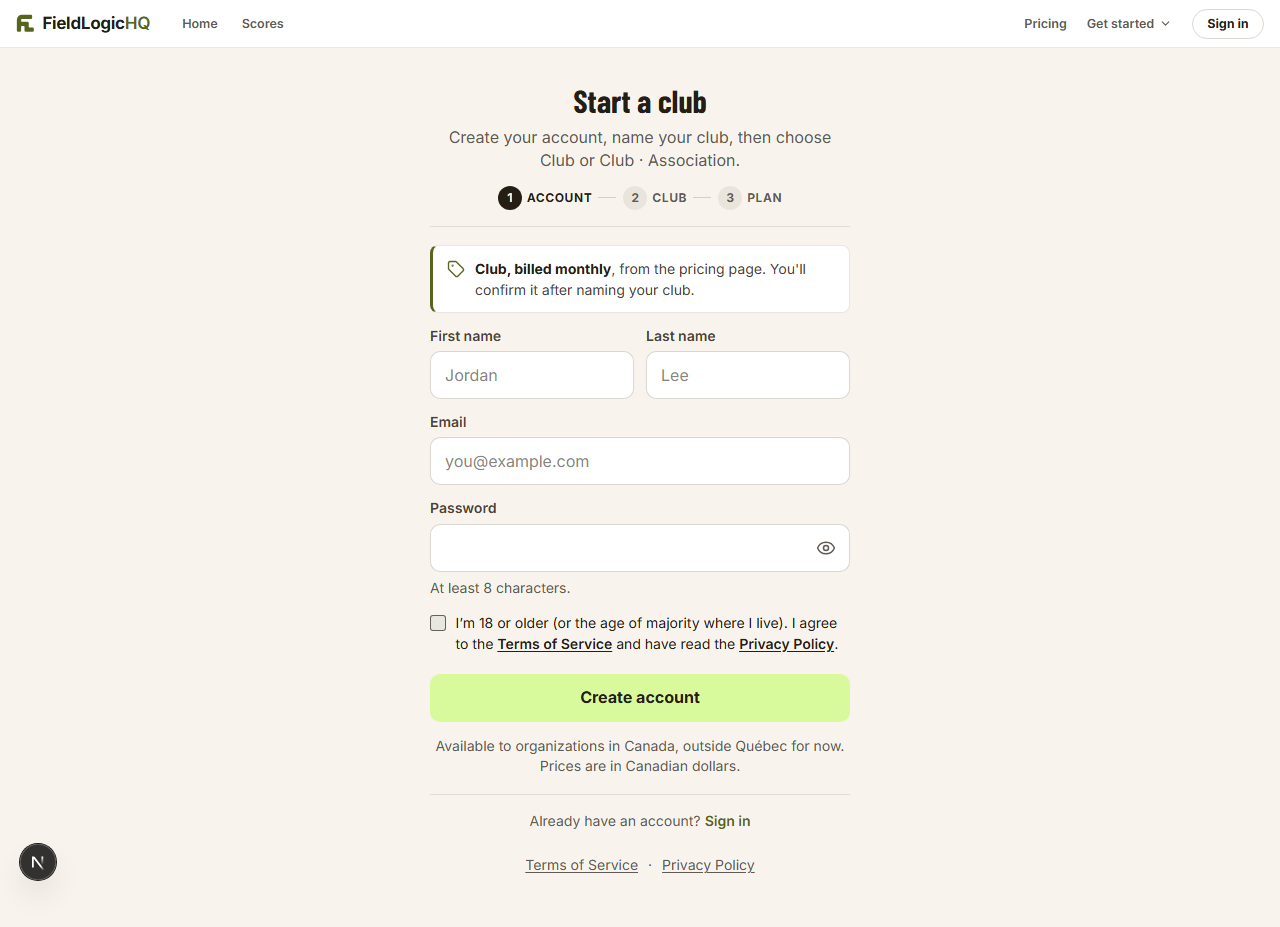 FieldLogicHQ
Home
Scores
Pricing
Get started
Sign in
Start a club
Create your account, name your club, then choose
Club or Club · Association.
1 ACCOUNT
2 CLUB
3 PLAN
Club, billed monthly, from the pricing page. You'll
confirm it after naming your club.
First name
Last name
Jordan
Lee
Email
you@example.com
Password
At least 8 characters.
I’m 18 or older (or the age of majority where I live). I agree
to the Terms of Service and have read the Privacy Policy.
Create account
Available to organizations in Canada, outside Québec for now.
Prices are in Canadian dollars.
Already have an account? Sign in
Terms of Service · Privacy Policy
N